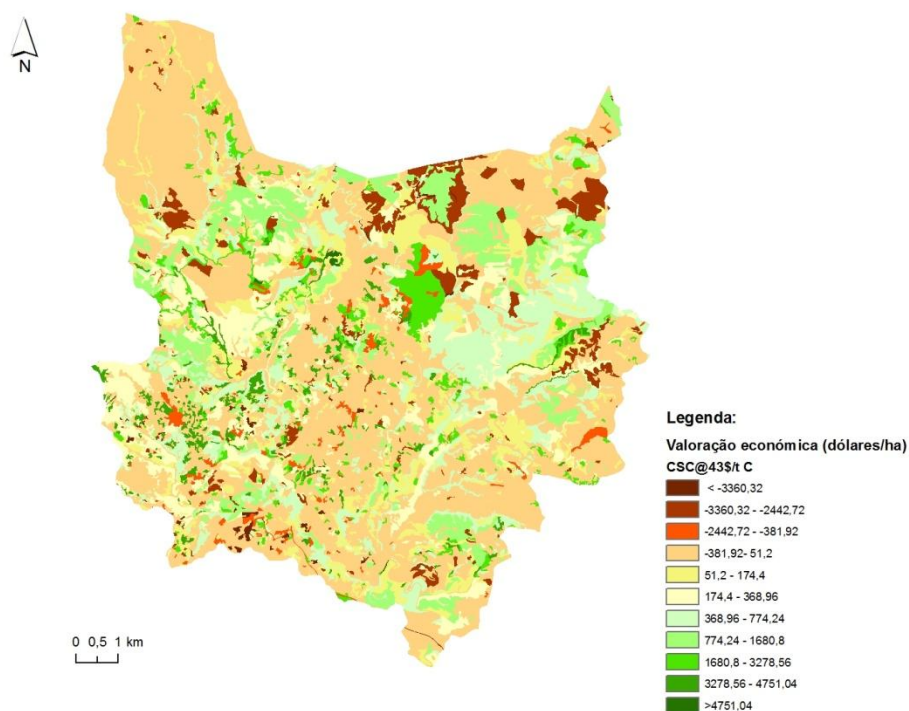 N
Legenda:
Valoração económica (dólares/ha)
CSC@43$/t C
< -3360,32
-3360,32 - -2442,72
-2442,72 - -381,92
-381,92- 51,2
51,2 - 174,4
174,4 - 368,96
368,96 - 774,24
774,24 - 1680,8
1680,8 - 3278,56
3278,56 - 4751,04
>4751,04
0 0,5 1 km